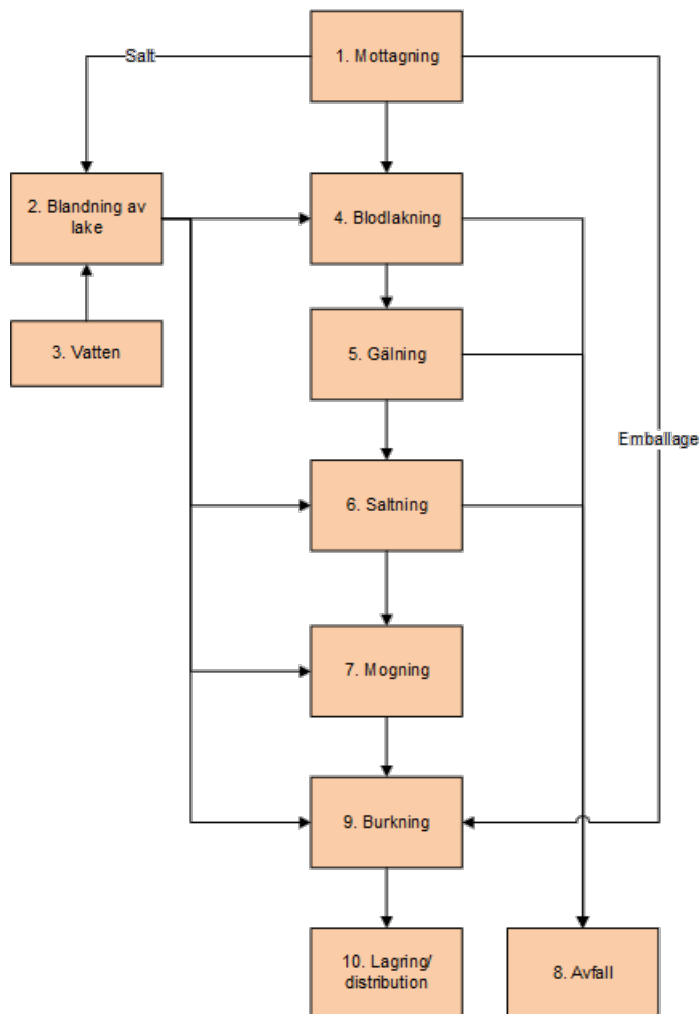 1. Mottagning
Salt
2. Blandning av
lake
4. Blodlakning
3. Vatten
5. Gälning
Emballage
6. Saltning
7. Mogning
9. Burkning
10. Lagring/
distribution
8. Avfall